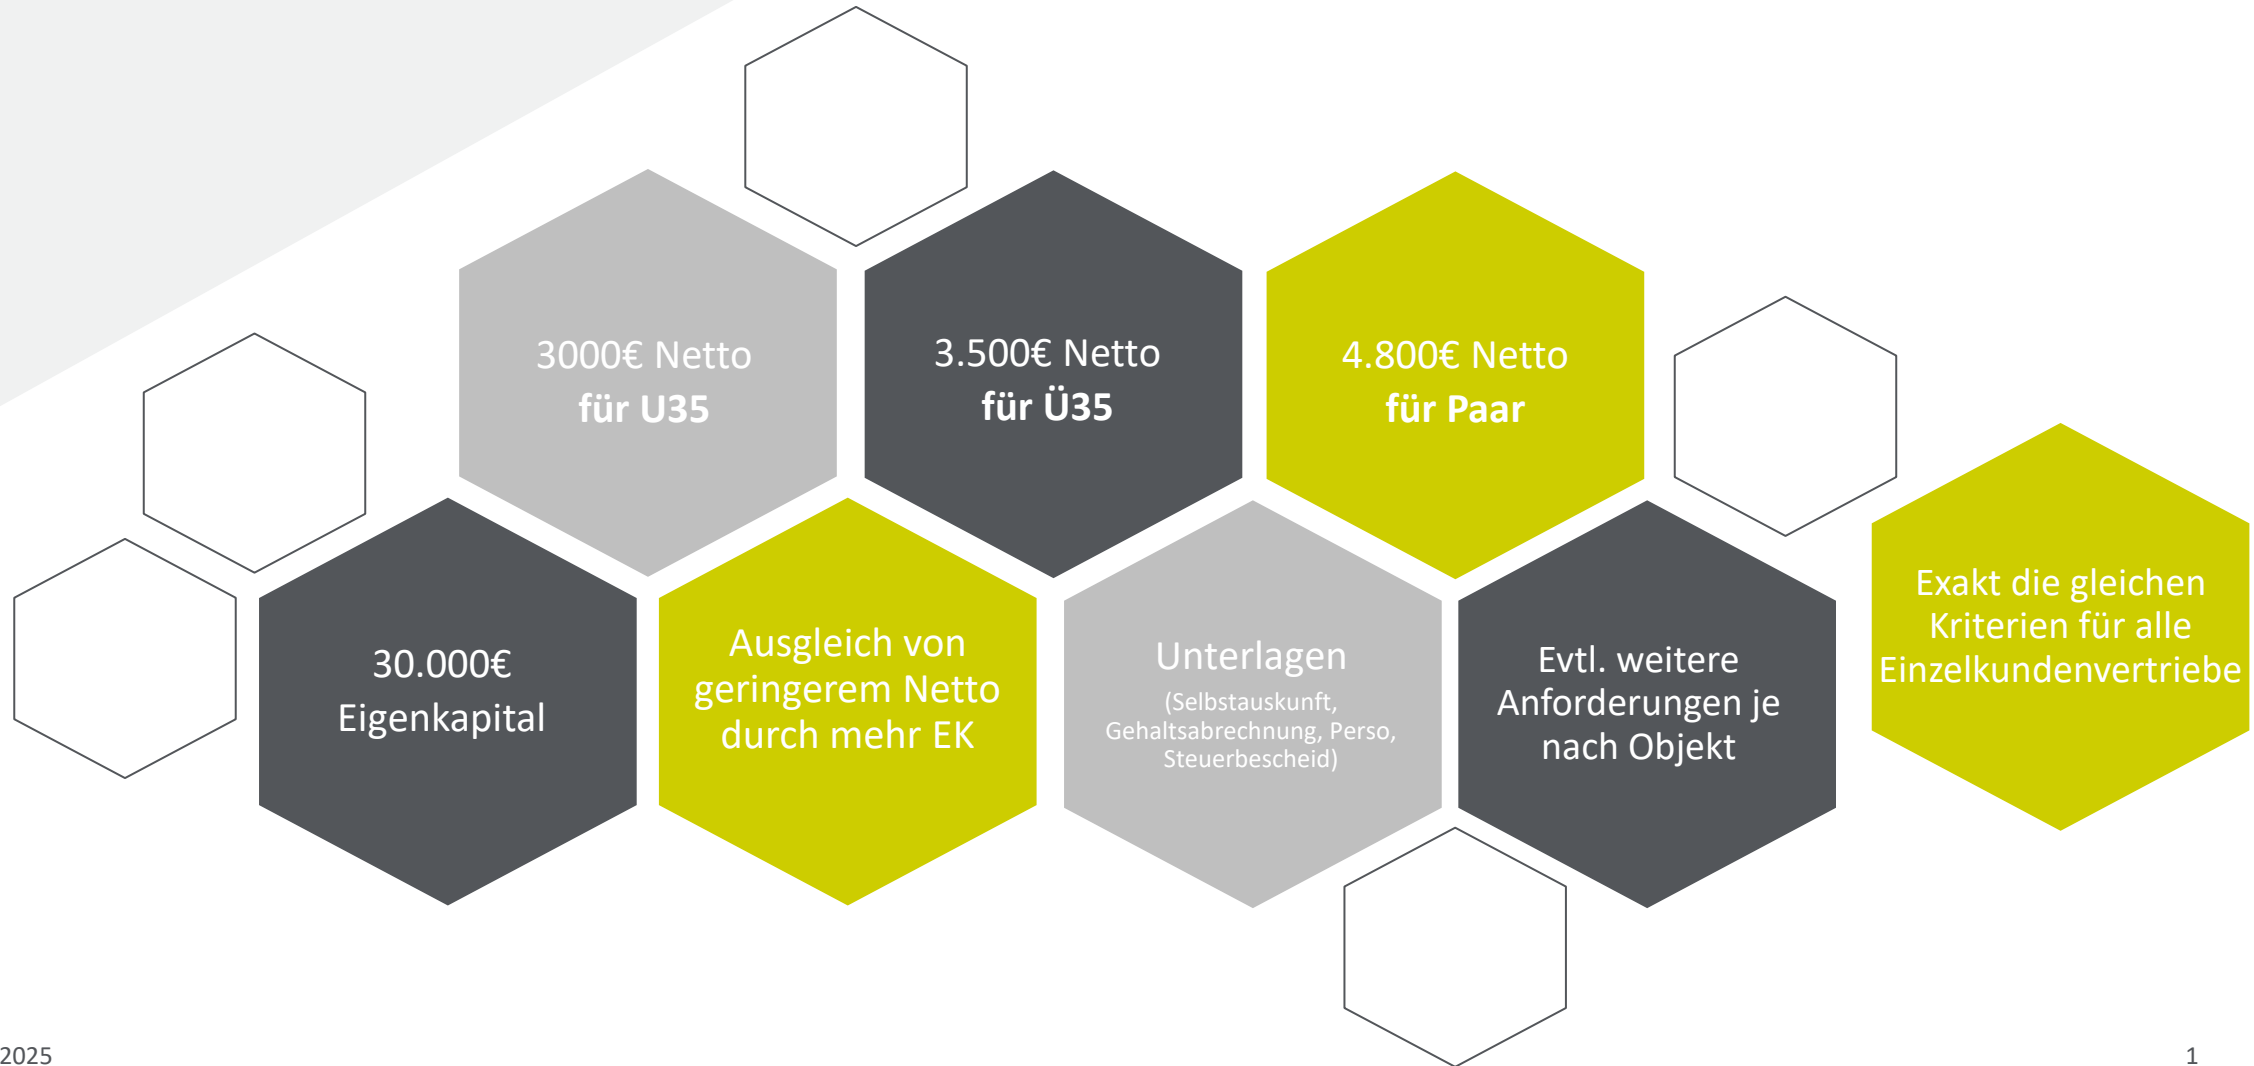 3000€ Netto
für U35
3.500€ Netto
für Ü35
4.800€ Netto
für Paar
30.000€
Eigenkapital
Ausgleich von
geringerem Netto
durch mehr EK
Unterlagen
(Selbstauskunft,
Gehaltsabrechnung, Perso,
Steuerbescheid)
Evtl. weitere
Anforderungen je
nach Objekt
Exakt die gleichen
Kriterien für alle
Einzelkundenvertriebe
2025
1